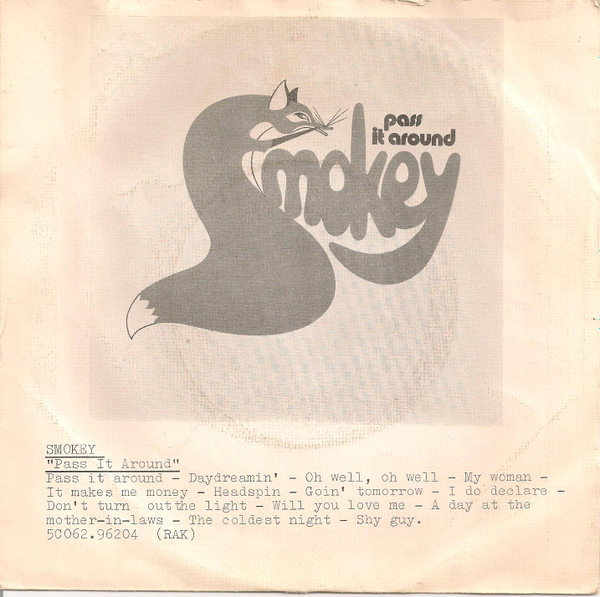 pass
it around
Smokey
SMOKEY
"Pass It Around"
Pass it around - Daydreamin' - Oh well, oh well - My woman -
It makes me money - Headspin - Goin' tomorrow - I do declare -
Don't turn outthe light - Will you love me - A day at the
mother-in-laws - The coldest night - Shy guy.
5C062.96204 (RAK)